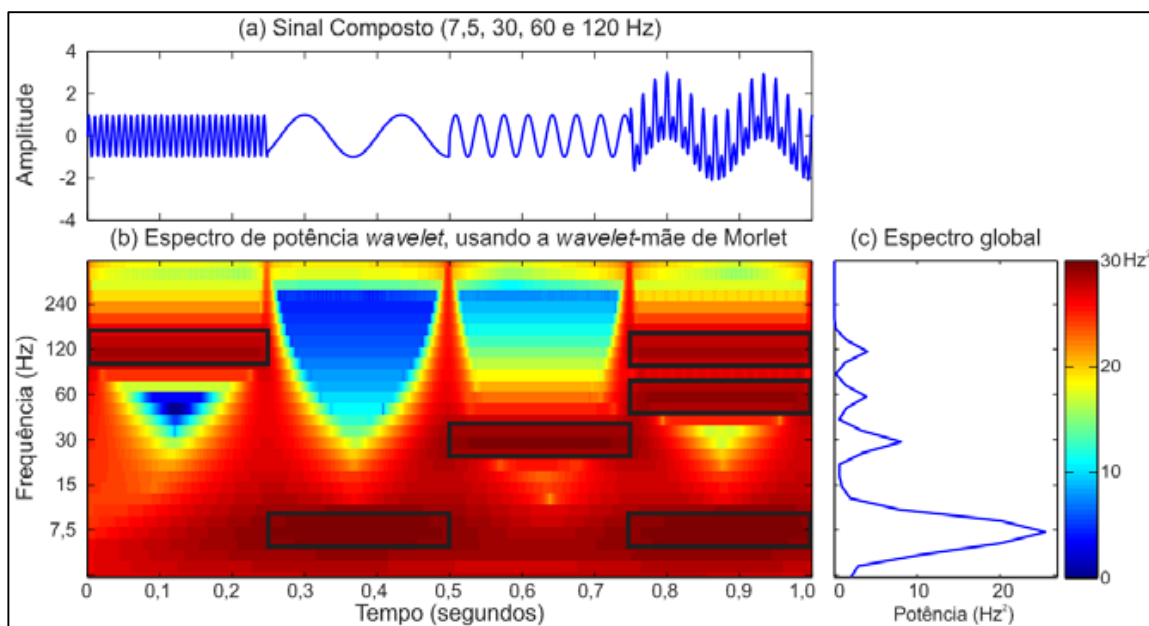 (a) Sinal Composto (7,5, 30, 60 e 120 Hz)
Amplitude
4
2
0
-2
-4
(b) Espectro de potência wavelet, usando a wavelet-mãe de Morlet
Frequência (Hz)
240
120
60
30
15
7,5
0 0,1 0,2 0,3 0,4 0,5 0,6 0,7 0,8 0,9 1,0
Tempo (segundos)
(c) Espectro global
0 10 20
Potência (Hz²)
30 Hz²
20
10
0